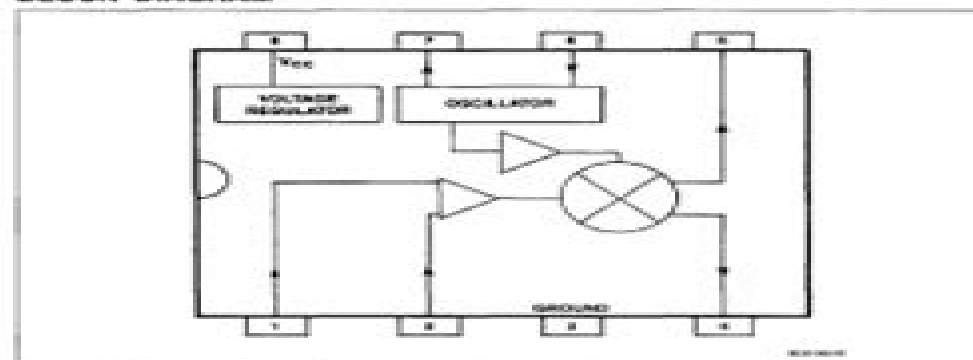 BLOCK DIAGRAM
8 7 6 5
VCC
VOLTAGE
REGULATOR
OSCILLATOR
GROUND
1 2 3 4